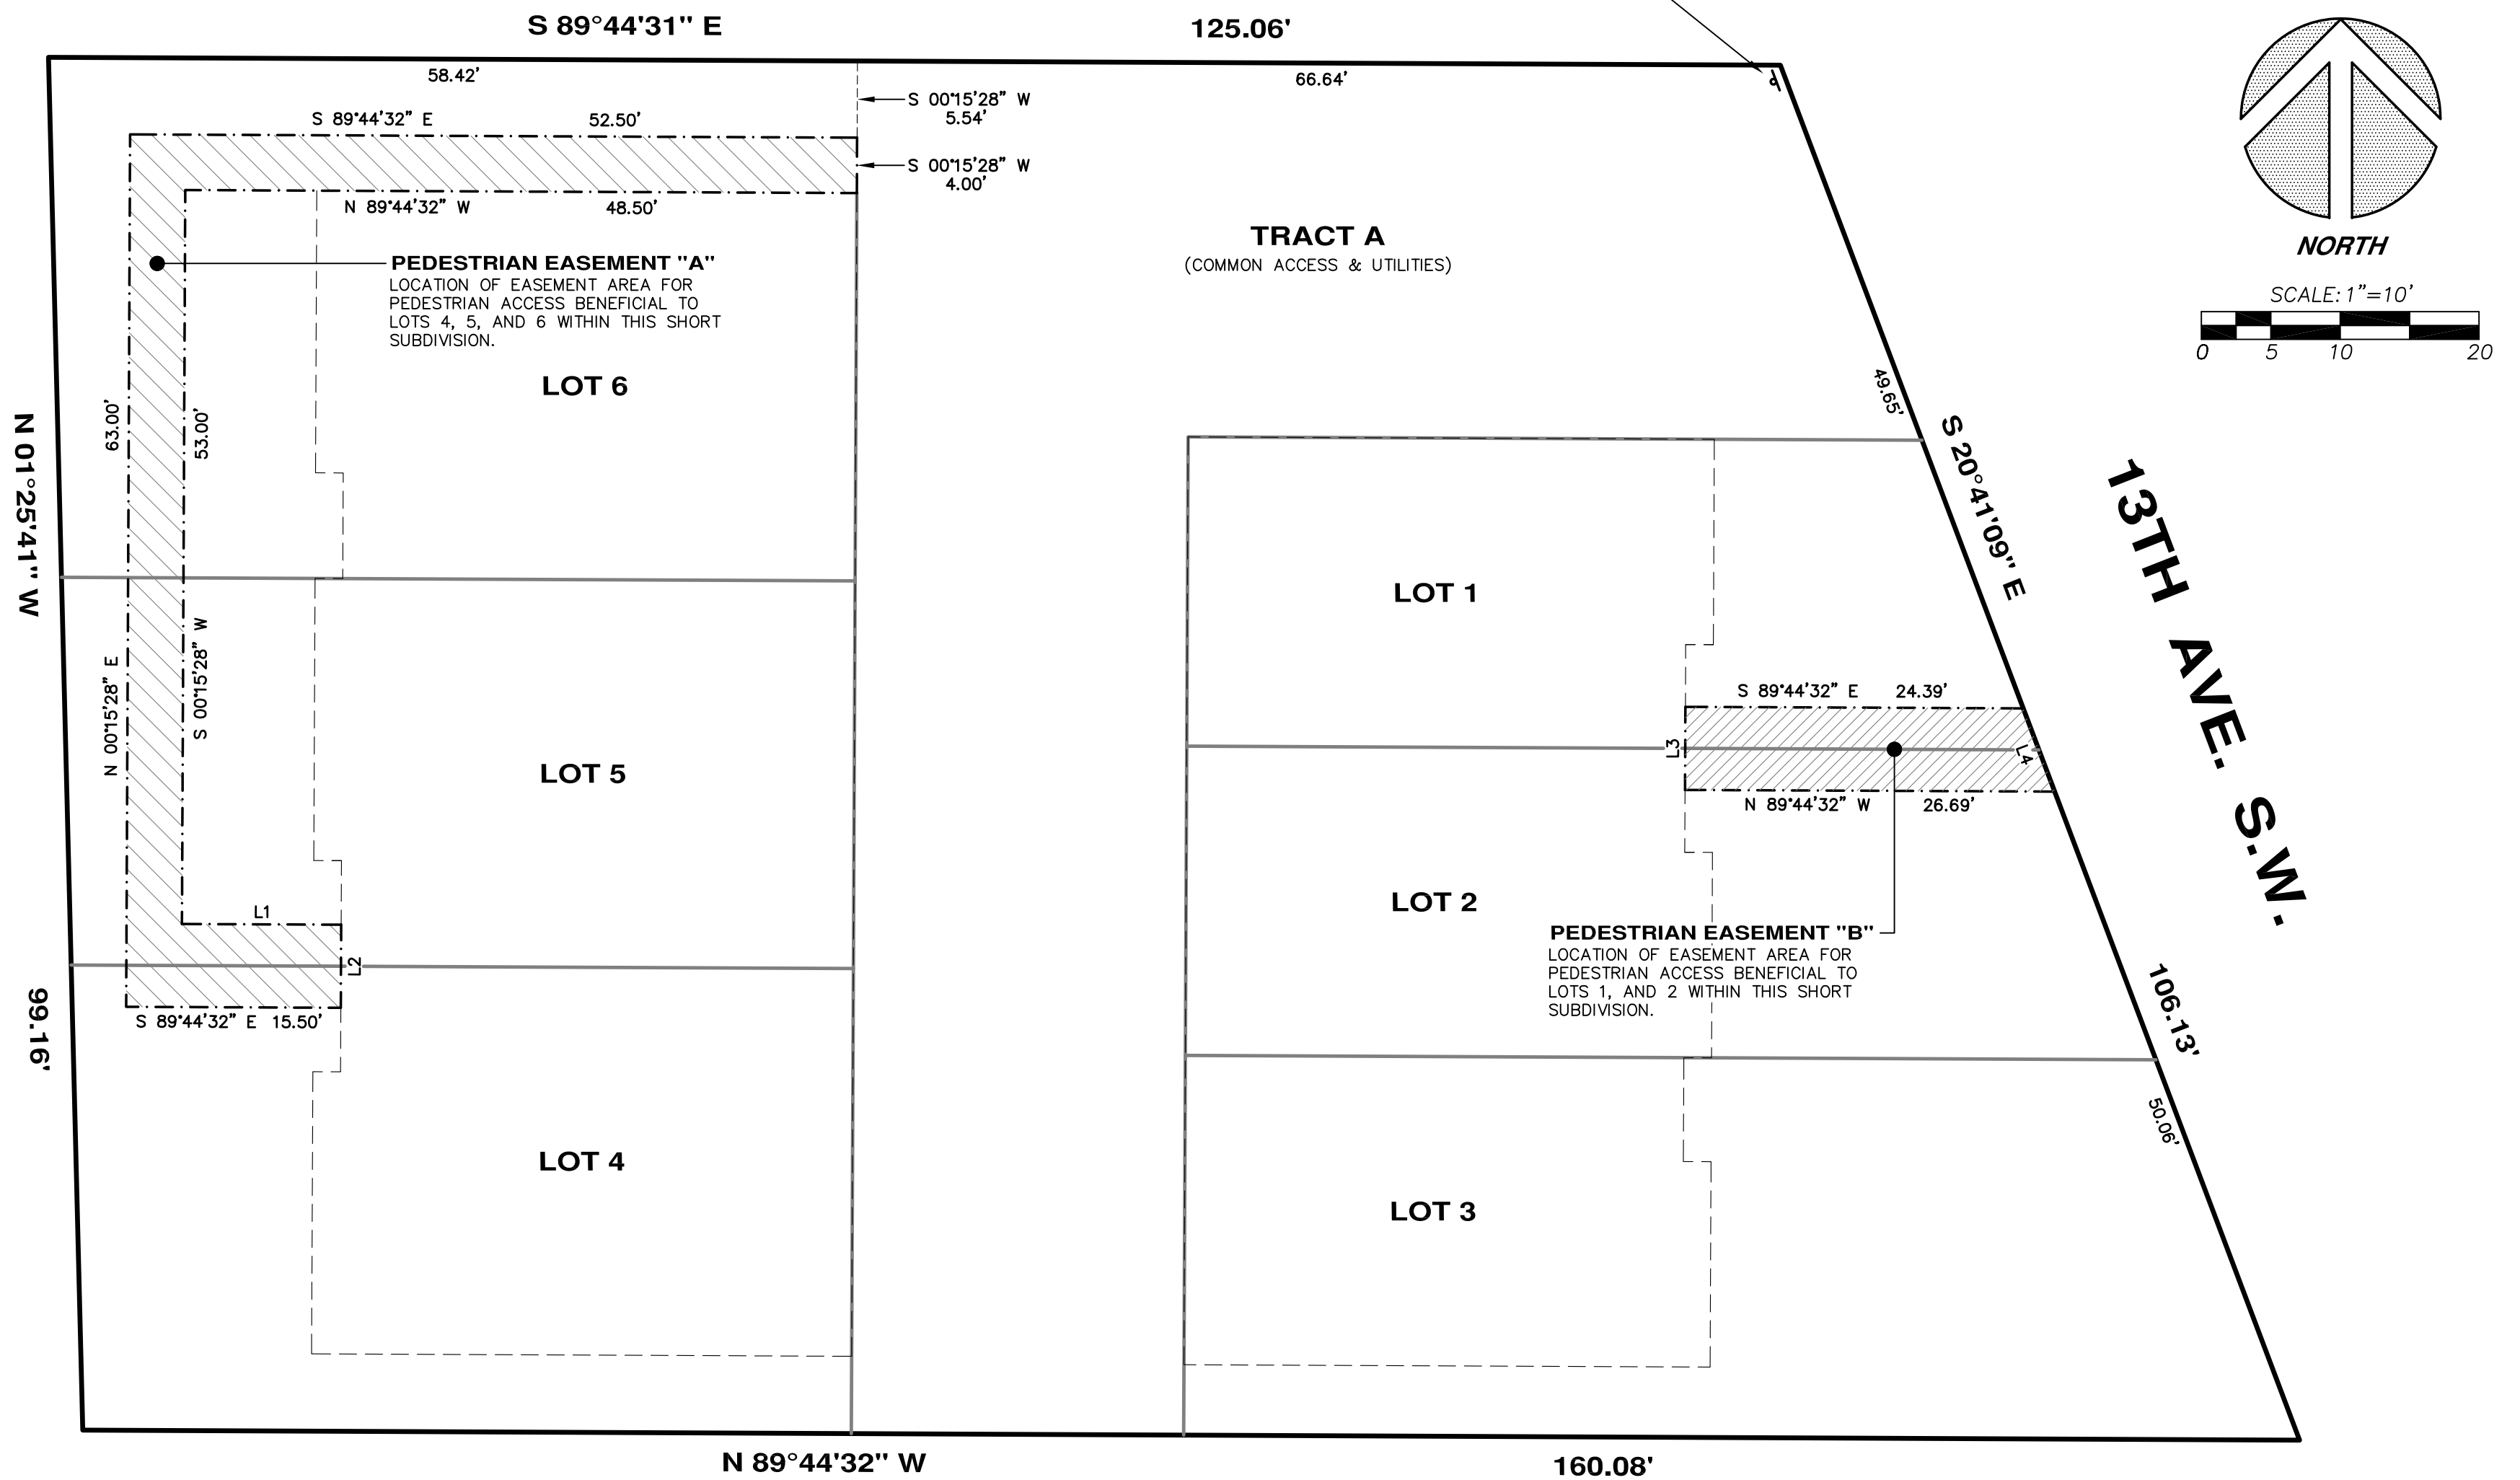 S 89°44'31" E 125.06'
58.42' 66.64'
S 89°44'32" E 52.50'
S 00°15'28" W
5.54'
S 00°15'28" W
4.00'
N 89°44'32" W 48.50'
NORTH
SCALE: 1"=10'
0 5 10 20
TRACT A
(COMMON ACCESS & UTILITIES)
PEDESTRIAN EASEMENT "A"
LOCATION OF EASEMENT AREA FOR
PEDESTRIAN ACCESS BENEFICIAL TO
LOTS 4, 5, AND 6 WITHIN THIS SHORT
SUBDIVISION.
LOT 6
63.00'
53.00'
N 01°25'41" W
99.16'
N 00°15'28" E
S 00°15'28" W
49.65'
S 20°41'09" E
106.13'
13TH AVE. S.W.
LOT 1
S 89°44'32" E 24.39'
L3
L4
N 89°44'32" W 26.69'
LOT 5
LOT 2
L1
L2
S 89°44'32" E 15.50'
PEDESTRIAN EASEMENT "B"
LOCATION OF EASEMENT AREA FOR
PEDESTRIAN ACCESS BENEFICIAL TO
LOTS 1, AND 2 WITHIN THIS SHORT
SUBDIVISION.
50.06'
LOT 4
LOT 3
N 89°44'32" W 160.08'